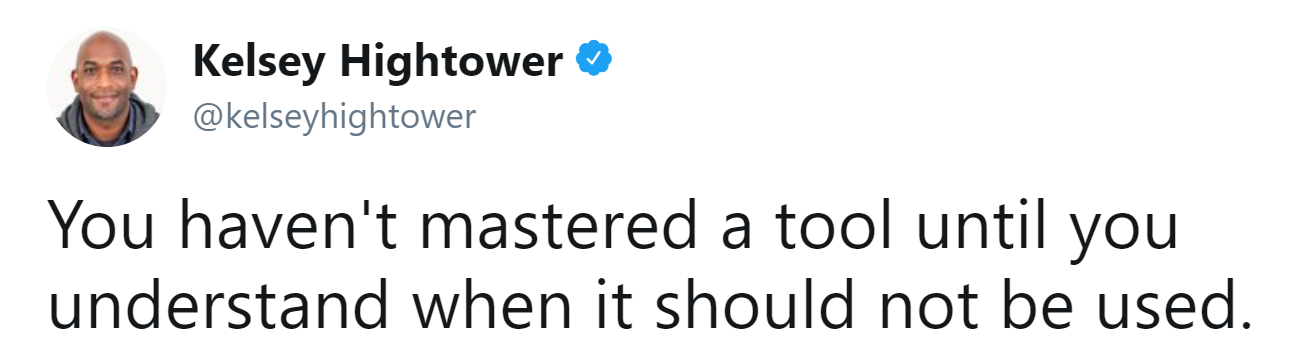 Kelsey Hightower
@kelseyhightower
You haven't mastered a tool until you
understand when it should not be used.